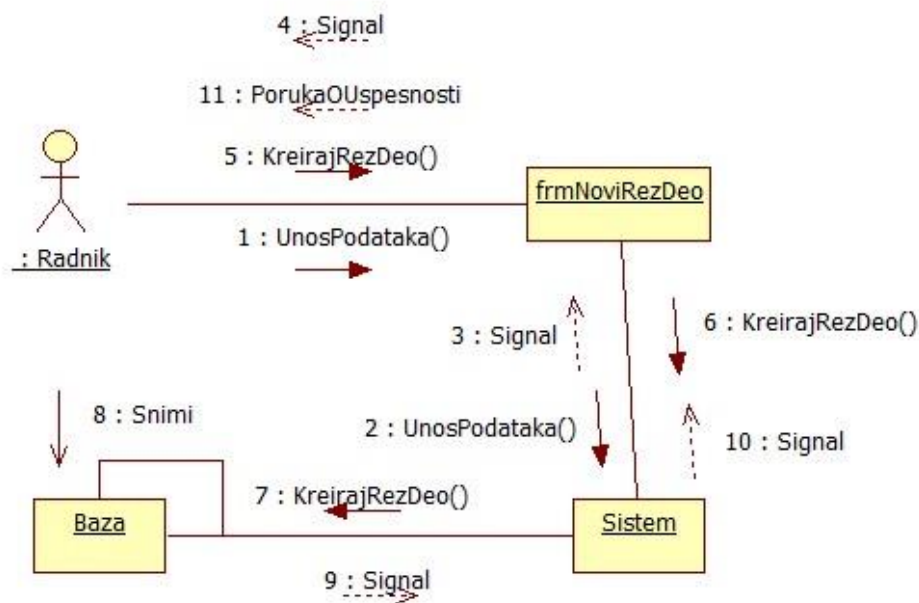 4 : Signal
11 : PorukaOUspesnosti
5 : KreirajRezDeo()
frmNoviRezDeo
1 : UnosPodataka()
: Radnik
3 : Signal
6 : KreirajRezDeo()
8 : Snimi
2 : UnosPodataka()
10 : Signal
7 : KreirajRezDeo()
Baza
Sistem
9 : Signal